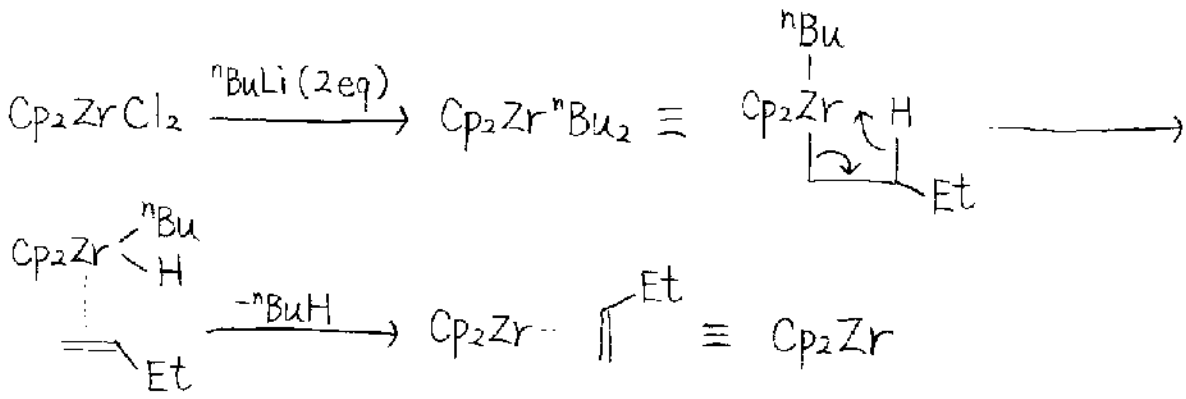 ⁿBu
Cp₂ZrCl₂ ⁿBuLi (2eq) Cp₂ZrⁿBu₂ ≡ Cp₂Zr H
Et
Cp₂Zr ⁿBu
H
Et
-ⁿBuH
Cp₂Zr Et ≡ Cp₂Zr